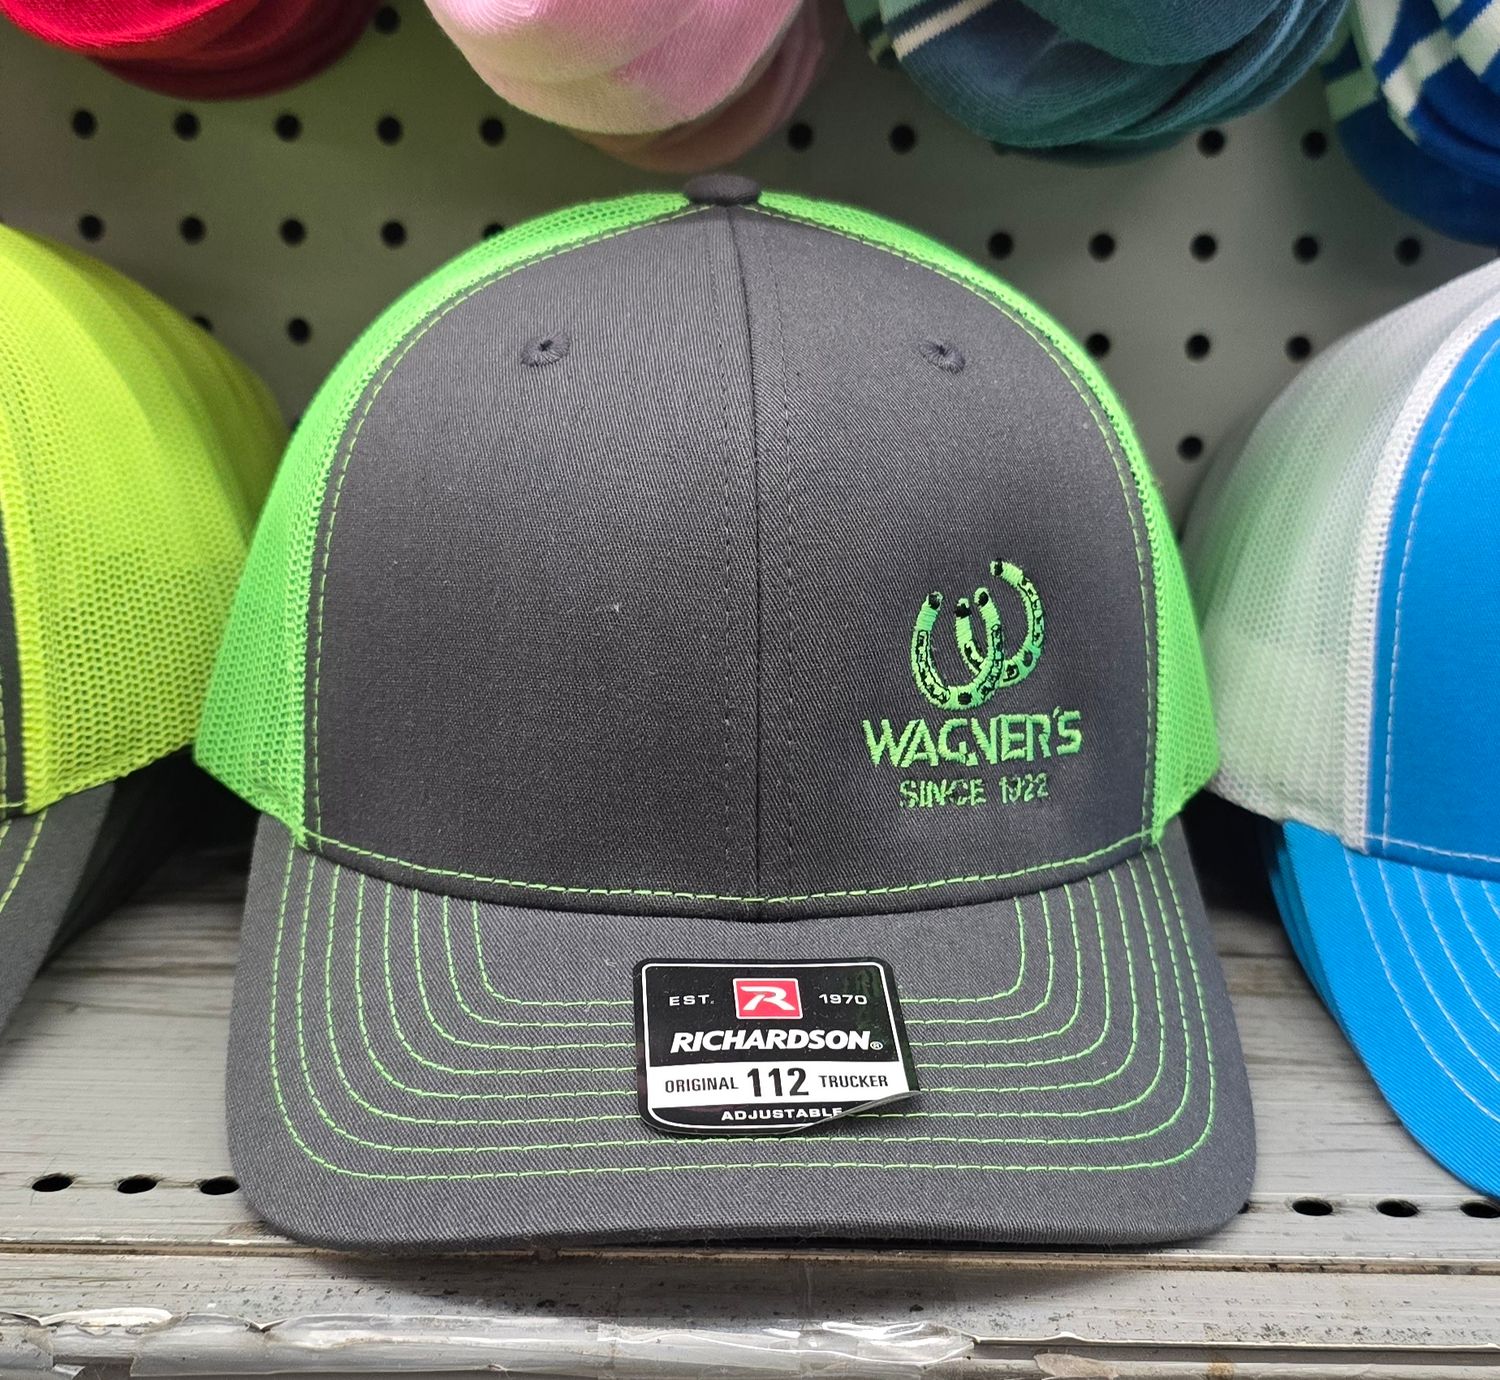 WAGNER'S
SINCE 1922
EST. R 1970
RICHARDSON®
ORIGINAL 112 TRUCKER
ADJUSTABLE